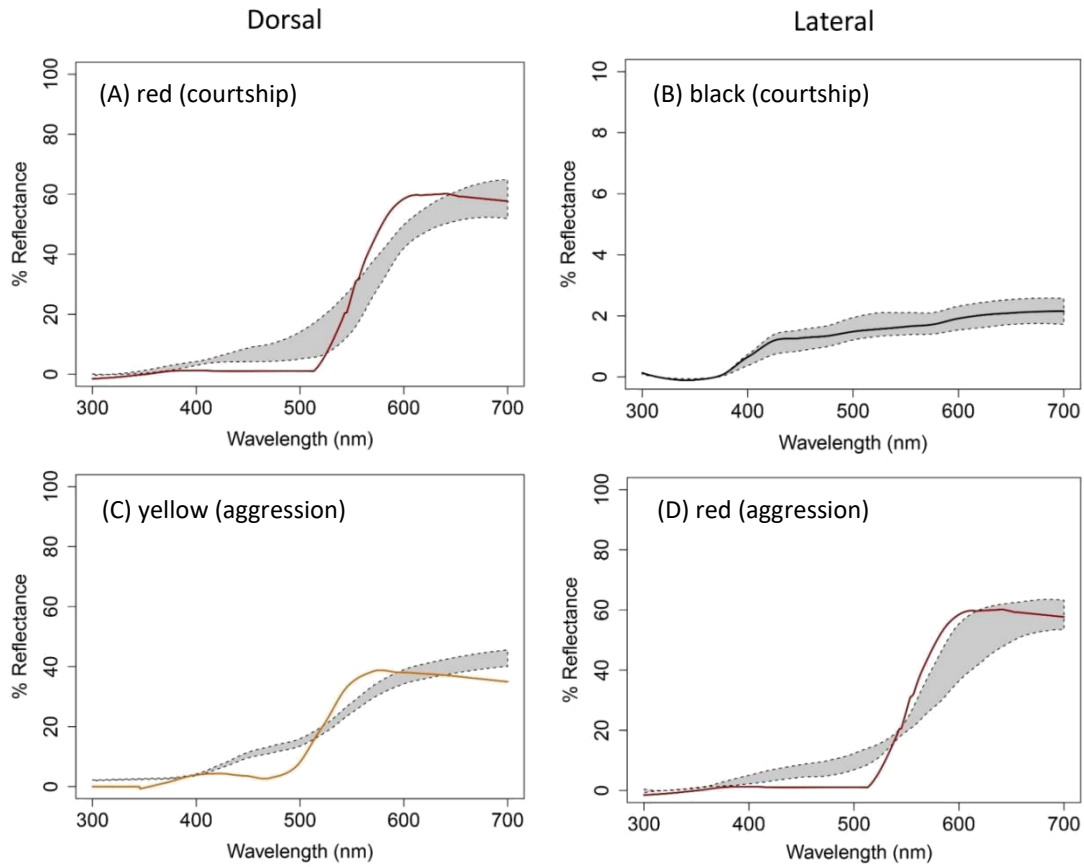 Dorsal
Lateral
(A) red (courtship)
% Reflectance
0 20 40 60 80 100
300 400 500 600 700
Wavelength (nm)
(B) black (courtship)
% Reflectance
0 2 4 6 8 10
300 400 500 600 700
Wavelength (nm)
(C) yellow (aggression)
% Reflectance
0 20 40 60 80 100
300 400 500 600 700
Wavelength (nm)
(D) red (aggression)
% Reflectance
0 20 40 60 80 100
300 400 500 600 700
Wavelength (nm)